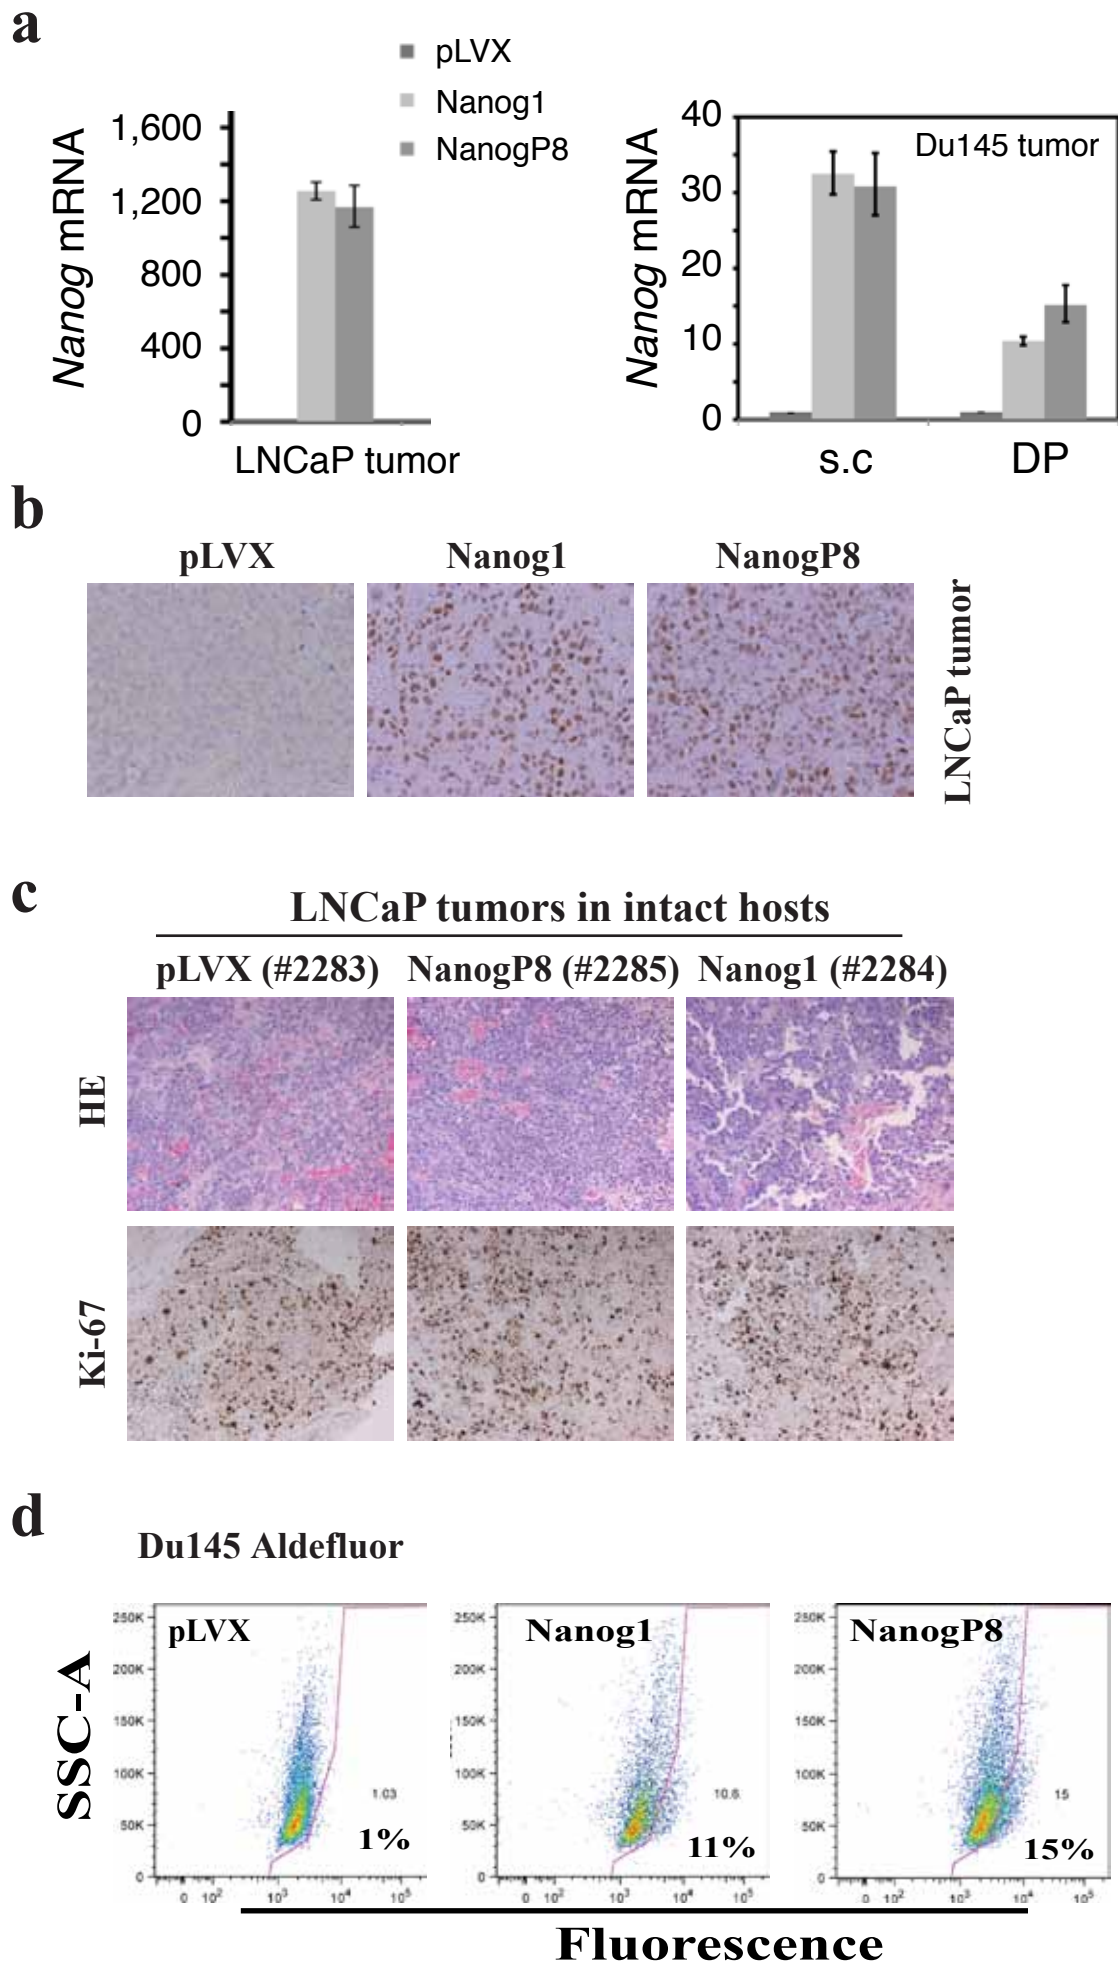 a
pLVX
Nanog1
NanogP8
Nanog mRNA
1,600
1,200
800
400
0
LNCaP tumor
Nanog mRNA
40
30
20
10
0
Du145 tumor
s.c
DP
b
pLVX
Nanog1
NanogP8
LNCaP tumor
c
LNCaP tumors in intact hosts
pLVX (#2283)
NanogP8 (#2285)
Nanog1 (#2284)
HE
Ki-67
d
Du145 Aldefluor
SSC-A
250K
200K
150K
100K
50K
0
pLVX
1.03
1%
0 10² 10³ 10⁴ 10⁵
250K
200K
150K
100K
50K
0
Nanog1
10.6
11%
0 10² 10³ 10⁴ 10⁵
250K
200K
150K
100K
50K
0
NanogP8
15
15%
0 10² 10³ 10⁴ 10⁵
Fluorescence